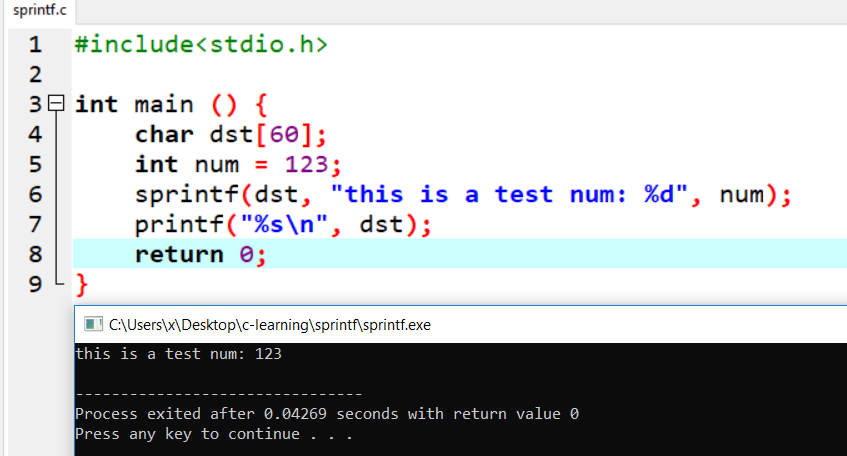 sprintf.c
1 #include<stdio.h>
2
3 int main () {
4     char dst[60];
5     int num = 123;
6     sprintf(dst, "this is a test num: %d", num);
7     printf("%s\n", dst);
8     return 0;
9 }
C:\Users\x\Desktop\c-learning\sprintf\sprintf.exe
this is a test num: 123
--------------------------------
Process exited after 0.04269 seconds with return value 0
Press any key to continue . . .